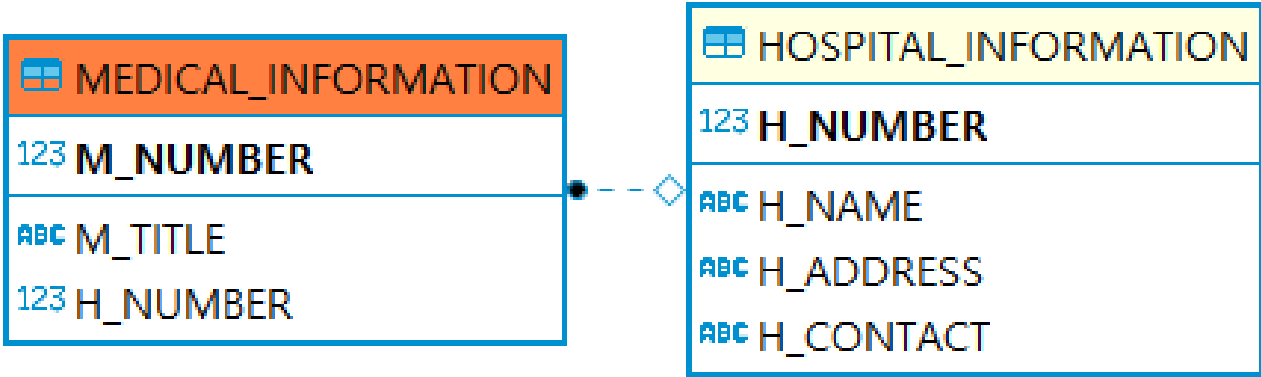 MEDICAL_INFORMATION
123 M_NUMBER
ABC M_TITLE
123 H_NUMBER
HOSPITAL_INFORMATION
123 H_NUMBER
ABC H_NAME
ABC H_ADDRESS
ABC H_CONTACT